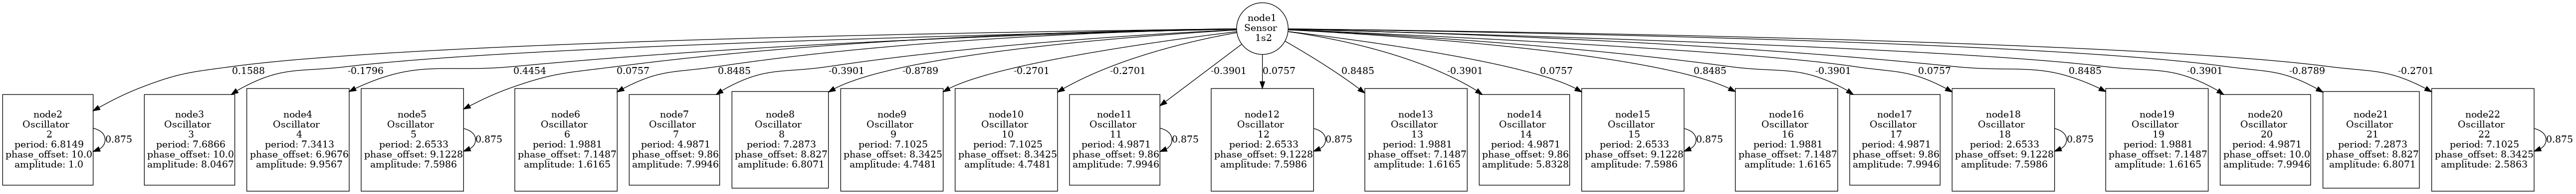 node1
Sensor
1s2
0.1588
-0.1796
0.4454
0.0757
0.8485
-0.3901
-0.8789
-0.2701
-0.2701
-0.3901
0.0757
0.8485
-0.3901
0.0757
0.8485
-0.3901
0.0757
0.8485
-0.3901
-0.8789
-0.2701
node2
Oscillator
2
period: 6.8149
phase_offset: 10.0
amplitude: 1.0
0.875
node3
Oscillator
3
period: 7.6866
phase_offset: 10.0
amplitude: 8.0467
node4
Oscillator
4
period: 7.3413
phase_offset: 6.9676
amplitude: 9.9567
node5
Oscillator
5
period: 2.6533
phase_offset: 9.1228
amplitude: 7.5986
0.875
node6
Oscillator
6
period: 1.9881
phase_offset: 7.1487
amplitude: 1.6165
node7
Oscillator
7
period: 4.9871
phase_offset: 9.86
amplitude: 7.9946
node8
Oscillator
8
period: 7.2873
phase_offset: 8.827
amplitude: 6.8071
node9
Oscillator
9
period: 7.1025
phase_offset: 8.3425
amplitude: 4.7481
node10
Oscillator
10
period: 7.1025
phase_offset: 8.3425
amplitude: 4.7481
node11
Oscillator
11
period: 4.9871
phase_offset: 9.86
amplitude: 7.9946
0.875
node12
Oscillator
12
period: 2.6533
phase_offset: 9.1228
amplitude: 7.5986
0.875
node13
Oscillator
13
period: 1.9881
phase_offset: 7.1487
amplitude: 1.6165
node14
Oscillator
14
period: 4.9871
phase_offset: 9.86
amplitude: 5.8328
node15
Oscillator
15
period: 2.6533
phase_offset: 9.1228
amplitude: 7.5986
0.875
node16
Oscillator
16
period: 1.9881
phase_offset: 7.1487
amplitude: 1.6165
node17
Oscillator
17
period: 4.9871
phase_offset: 9.86
amplitude: 7.9946
node18
Oscillator
18
period: 2.6533
phase_offset: 9.1228
amplitude: 7.5986
0.875
node19
Oscillator
19
period: 1.9881
phase_offset: 7.1487
amplitude: 1.6165
node20
Oscillator
20
period: 4.9871
phase_offset: 10.0
amplitude: 7.9946
node21
Oscillator
21
period: 7.2873
phase_offset: 8.827
amplitude: 6.8071
node22
Oscillator
22
period: 7.1025
phase_offset: 8.3425
amplitude: 2.5863
0.875